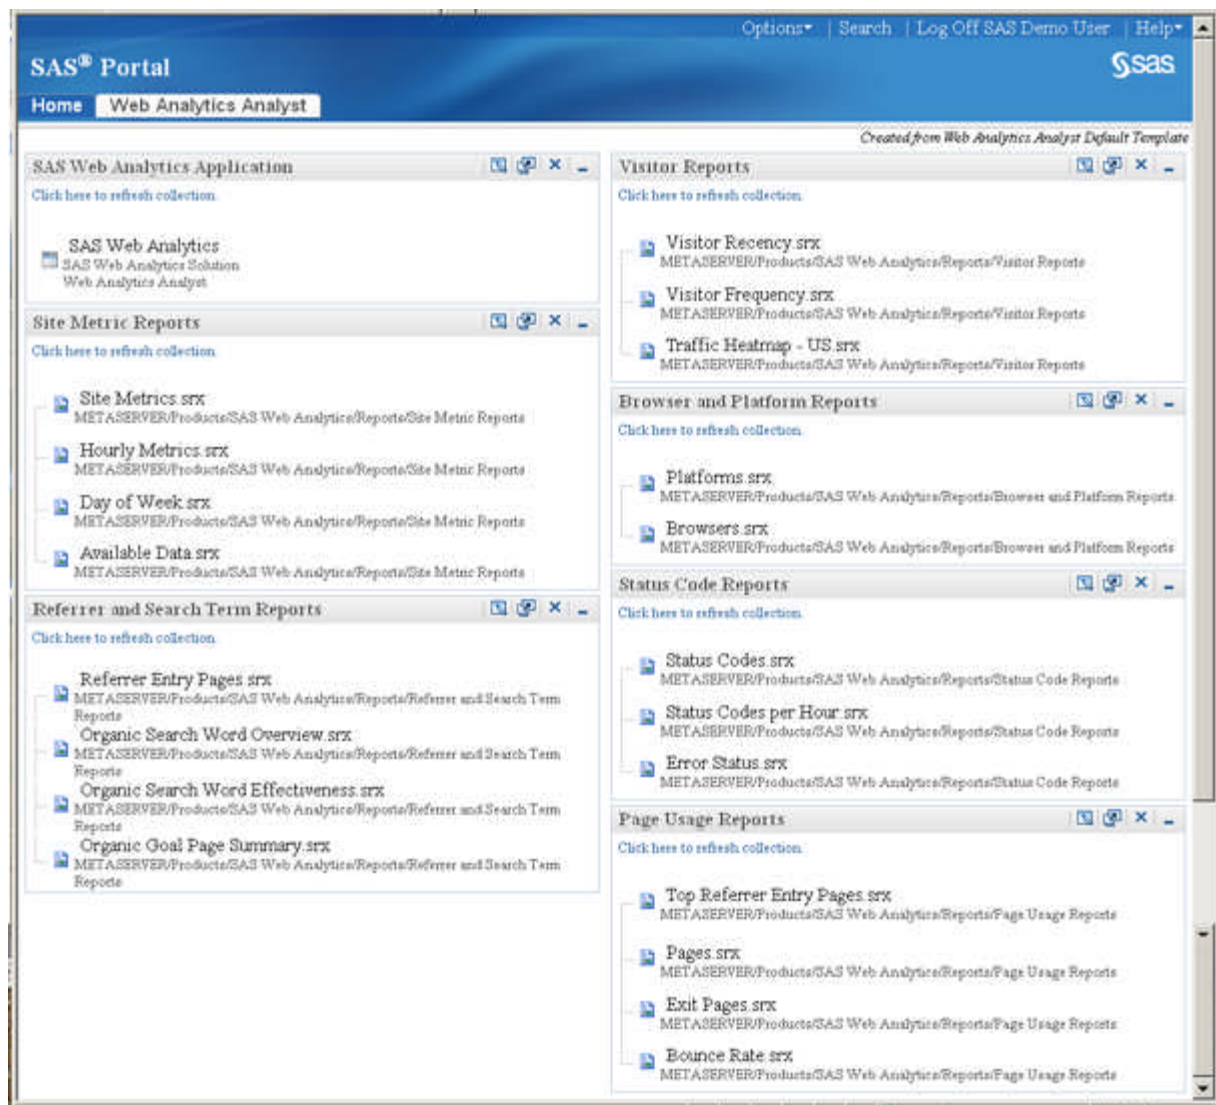 Options | Search | Log Off SAS Demo User | Help
SAS® Portal
sas
Home Web Analytics Analyst
Created from Web Analytics Analyst Default Template
SAS Web Analytics Application
Click here to refresh collection.
SAS Web Analytics
SAS Web Analytics Solution
Web Analytics Analyst
Site Metric Reports
Click here to refresh collection.
Site Metrics.srx
METASERVER/Products/SAS Web Analytics/Reports/Site Metric Reports
Hourly Metrics.srx
METASERVER/Products/SAS Web Analytics/Reports/Site Metric Reports
Day of Week.srx
METASERVER/Products/SAS Web Analytics/Reports/Site Metric Reports
Available Data.srx
METASERVER/Products/SAS Web Analytics/Reports/Site Metric Reports
Referrer and Search Term Reports
Click here to refresh collection.
Referrer Entry Pages.srx
METASERVER/Products/SAS Web Analytics/Reports/Referrer and Search Term
Reports
Organic Search Word Overview.srx
METASERVER/Products/SAS Web Analytics/Reports/Referrer and Search Term
Reports
Organic Search Word Effectiveness.srx
METASERVER/Products/SAS Web Analytics/Reports/Referrer and Search Term
Reports
Organic Goal Page Summary.srx
METASERVER/Products/SAS Web Analytics/Reports/Referrer and Search Term
Reports
Visitor Reports
Click here to refresh collection.
Visitor Recency.srx
METASERVER/Products/SAS Web Analytics/Reports/Visitor Reports
Visitor Frequency.srx
METASERVER/Products/SAS Web Analytics/Reports/Visitor Reports
Traffic Heatmap - US.srx
METASERVER/Products/SAS Web Analytics/Reports/Visitor Reports
Browser and Platform Reports
Click here to refresh collection.
Platforms.srx
METASERVER/Products/SAS Web Analytics/Reports/Browser and Platform Reports
Browsers.srx
METASERVER/Products/SAS Web Analytics/Reports/Browser and Platform Reports
Status Code Reports
Click here to refresh collection.
Status Codes.srx
METASERVER/Products/SAS Web Analytics/Reports/Status Code Reports
Status Codes per Hour.srx
METASERVER/Products/SAS Web Analytics/Reports/Status Code Reports
Error Status.srx
METASERVER/Products/SAS Web Analytics/Reports/Status Code Reports
Page Usage Reports
Click here to refresh collection.
Top Referrer Entry Pages.srx
METASERVER/Products/SAS Web Analytics/Reports/Page Usage Reports
Pages.srx
METASERVER/Products/SAS Web Analytics/Reports/Page Usage Reports
Exit Pages.srx
METASERVER/Products/SAS Web Analytics/Reports/Page Usage Reports
Bounce Rate.srx
METASERVER/Products/SAS Web Analytics/Reports/Page Usage Reports